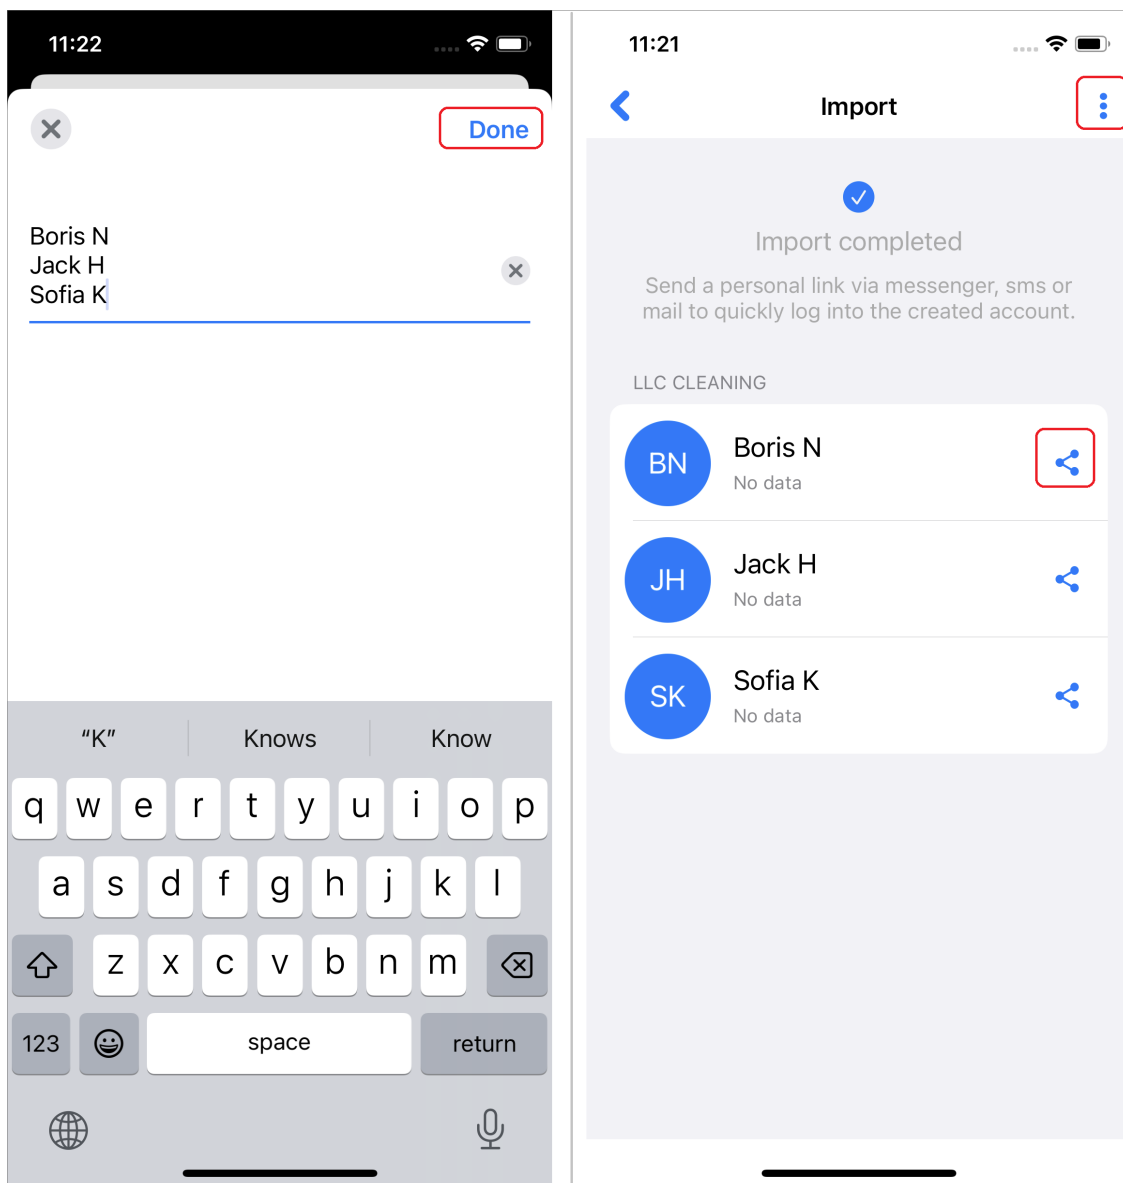 11:22
Done
Boris N
Jack H
Sofia K
“K” Knows Know
q w e r t y u i o p
a s d f g h j k l
z x c v b n m
123 space return
11:21
Import
Import completed
Send a personal link via messenger, sms or
mail to quickly log into the created account.
LLC CLEANING
BN Boris N
No data
JH Jack H
No data
SK Sofia K
No data